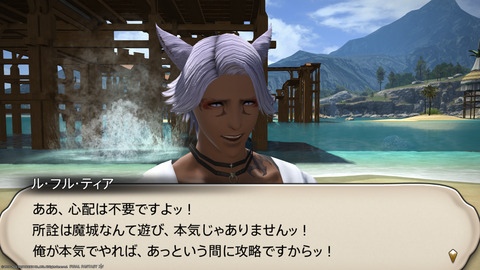 ル・フル・ティア
ああ、心配は不要ですよッ！
所詮は魔城なんて遊び、本気じゃありませんッ！
俺が本気でやれば、あっという間に攻略ですからッ！